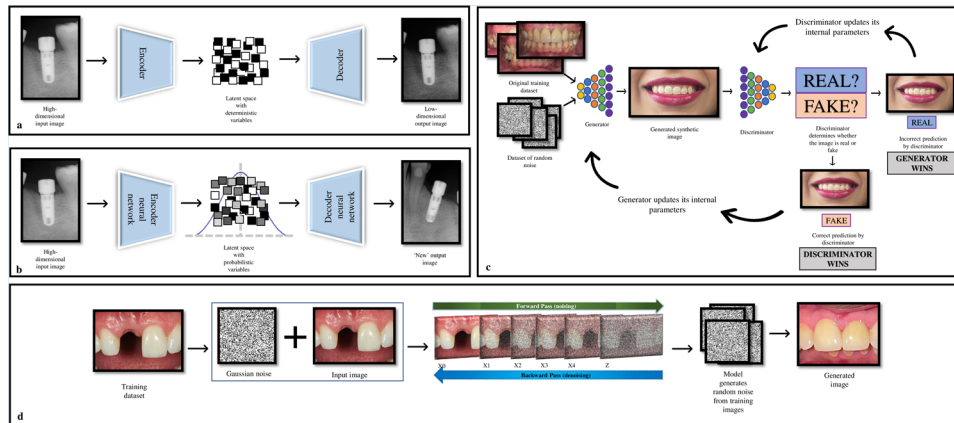 Encoder
Decoder
High-
dimensional
input image
Latent space
with
deterministic
variables
Low-
dimensional
output image
a
Encoder
neural
network
Decoder
neural
network
High-
dimensional
input image
Latent space
with
probabilistic
variables
'New' output
image
b
Discriminator updates its
internal parameters
Original training
dataset
Dataset of random
noise
Generator
Generated synthetic
image
Discriminator
REAL?
FAKE?
Discriminator
determines whether
the image is real or
fake
REAL
Incorrect prediction by
discriminator
GENERATOR
WINS
Generator updates its internal
parameters
FAKE
Correct prediction by
discriminator
DISCRIMINATOR
WINS
c
Training
dataset
Gaussian noise
Input image
Forward Pass (noising)
X0
X1
X2
X3
X4
Z
Backward Pass (denoising)
Model
generates
random noise
from training
images
Generated
image
d